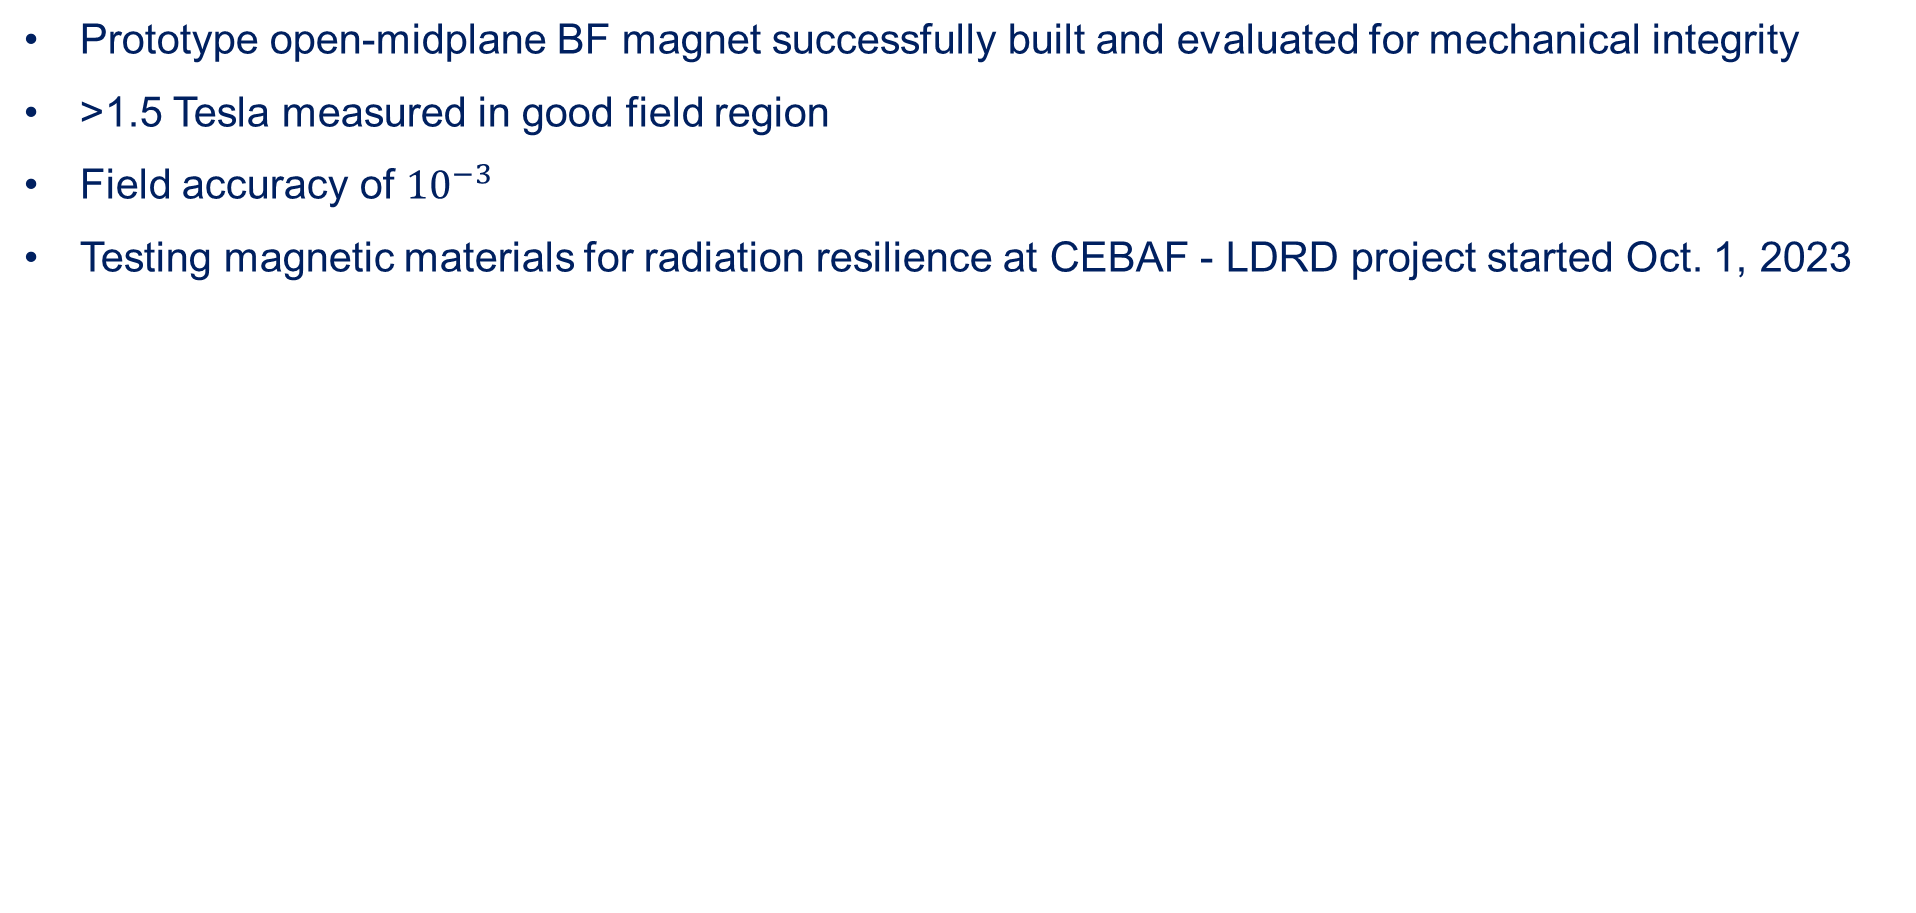 • Prototype open-midplane BF magnet successfully built and evaluated for mechanical integrity
• >1.5 Tesla measured in good field region
• Field accuracy of 10⁻³
• Testing magnetic materials for radiation resilience at CEBAF - LDRD project started Oct. 1, 2023